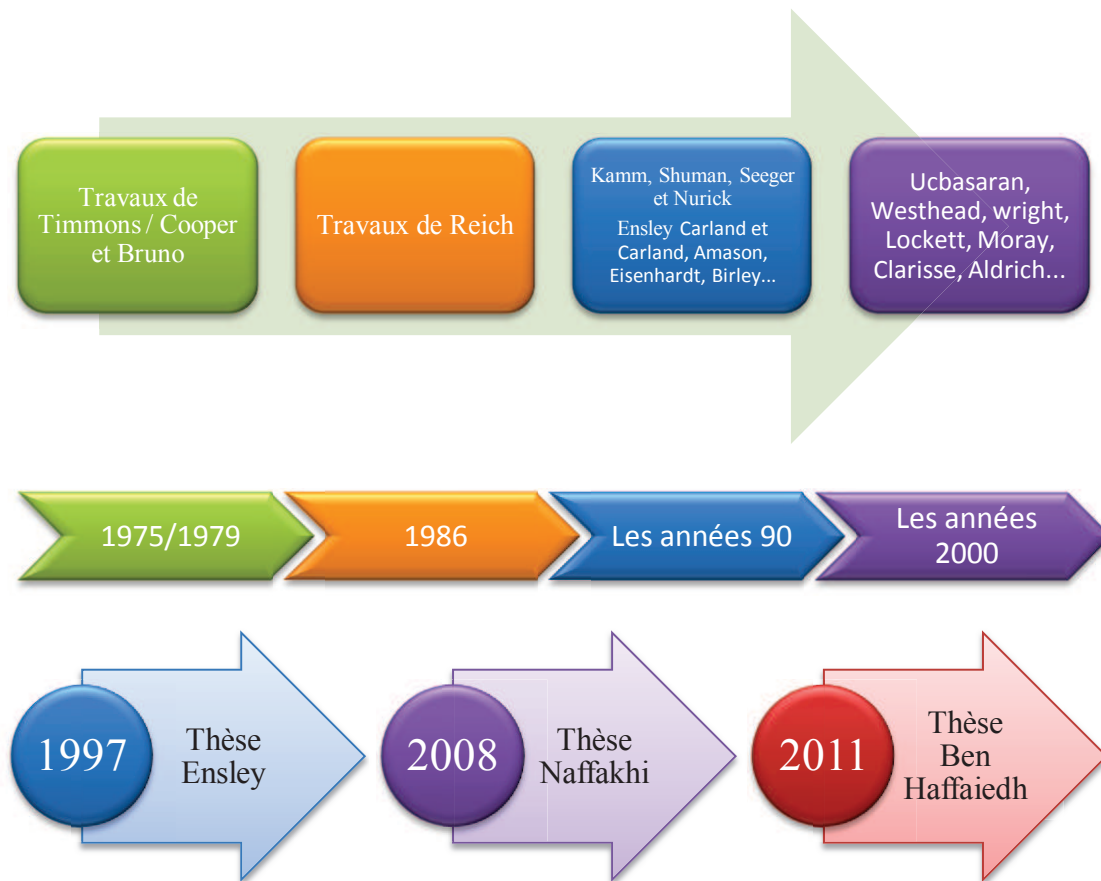 Travaux de
Timmons / Cooper
et Bruno
Travaux de Reich
Kamm, Shuman, Seeger
et Nurick
Ensley Carland et
Carland, Amason,
Eisenhardt, Birley...
Ucbasaran,
Westhead, wright,
Lockett, Moray,
Clarisse, Aldrich...
1975/1979
1986
Les années 90
Les années
2000
1997
Thèse
Ensley
2008
Thèse
Naffakhi
2011
Thèse
Ben
Haffaiedh